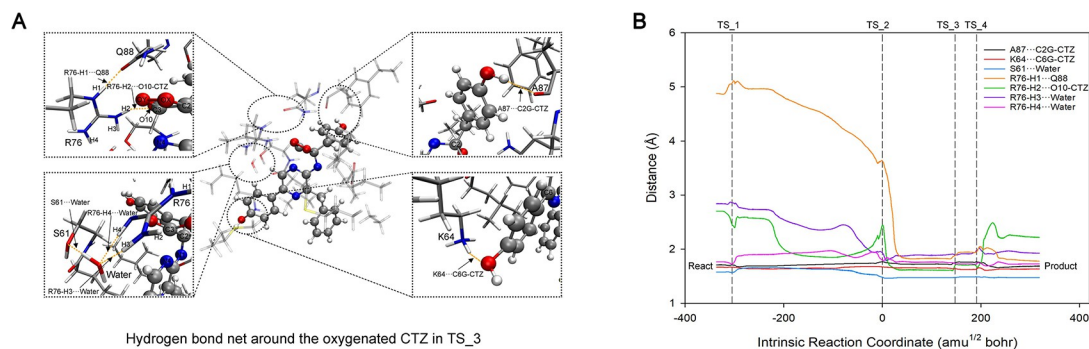 A
Q88
R76-H1···Q88
H1
R76-H2···O10-CTZ
H2
H3
O10
H4
R76
A87
A87···C2G-CTZ
H1
S61···Water
R76
R76-H4···Water
S61
H4
H2
H3
Water
R76-H3···Water
K64
K64···C6G-CTZ
Hydrogen bond net around the oxygenated CTZ in TS_3
B
TS_1
TS_2
TS_3
TS_4
6
5
4
3
2
1
Distance (Å)
A87···C2G-CTZ
K64···C6G-CTZ
S61···Water
R76-H1···Q88
R76-H2···O10-CTZ
R76-H3···Water
R76-H4···Water
React
Product
-400
-200
0
200
400
Intrinsic Reaction Coordinate (amu1/2 bohr)